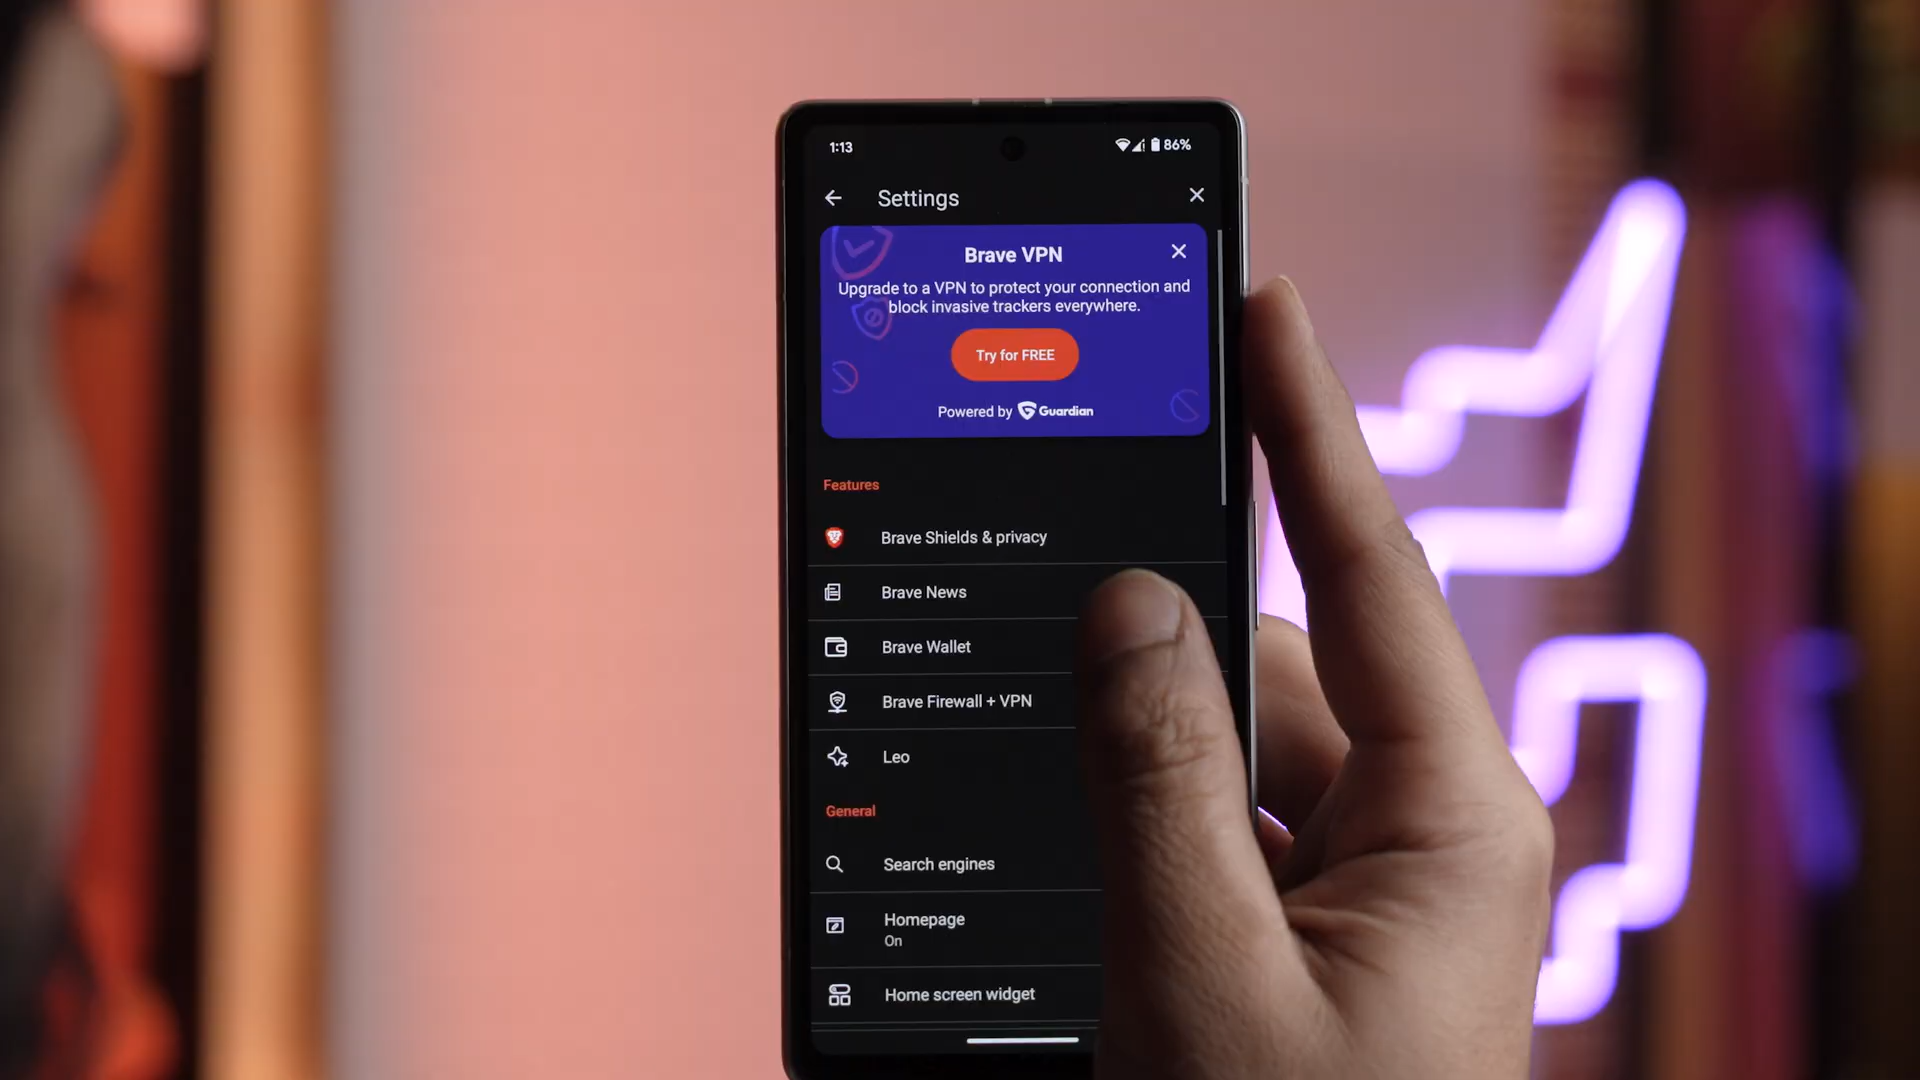 1:13
86%
Settings
Brave VPN
Upgrade to a VPN to protect your connection and
block invasive trackers everywhere.
Try for FREE
Powered by Guardian
Features
Brave Shields & privacy
Brave News
Brave Wallet
Brave Firewall + VPN
Leo
General
Search engines
Homepage
On
Home screen widget